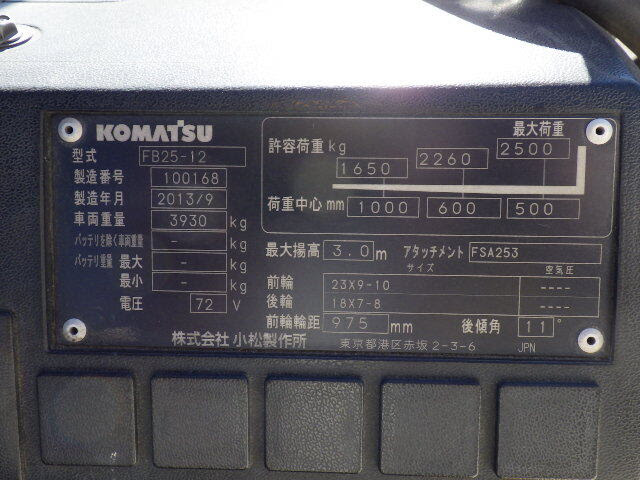 KOMATSU
型式 FB25-12
製造番号 100168
製造年月 2013/9
車両重量 3930 kg
バッテリを除く車両重量 - kg
バッテリ重量 最大 - kg
最小 - kg
電圧 72 V
最大荷重
許容荷重 kg 1650 2260 2500
荷重中心 mm 1000 600 500
最大揚高 3.0 m アタッチメント FSA253
サイズ 空気圧
前輪 23X9-10 ----
後輪 18X7-8 ----
前輪輪距 975 mm 後傾角 11°
株式会社 小松製作所 東京都港区赤坂2-3-6 JPN